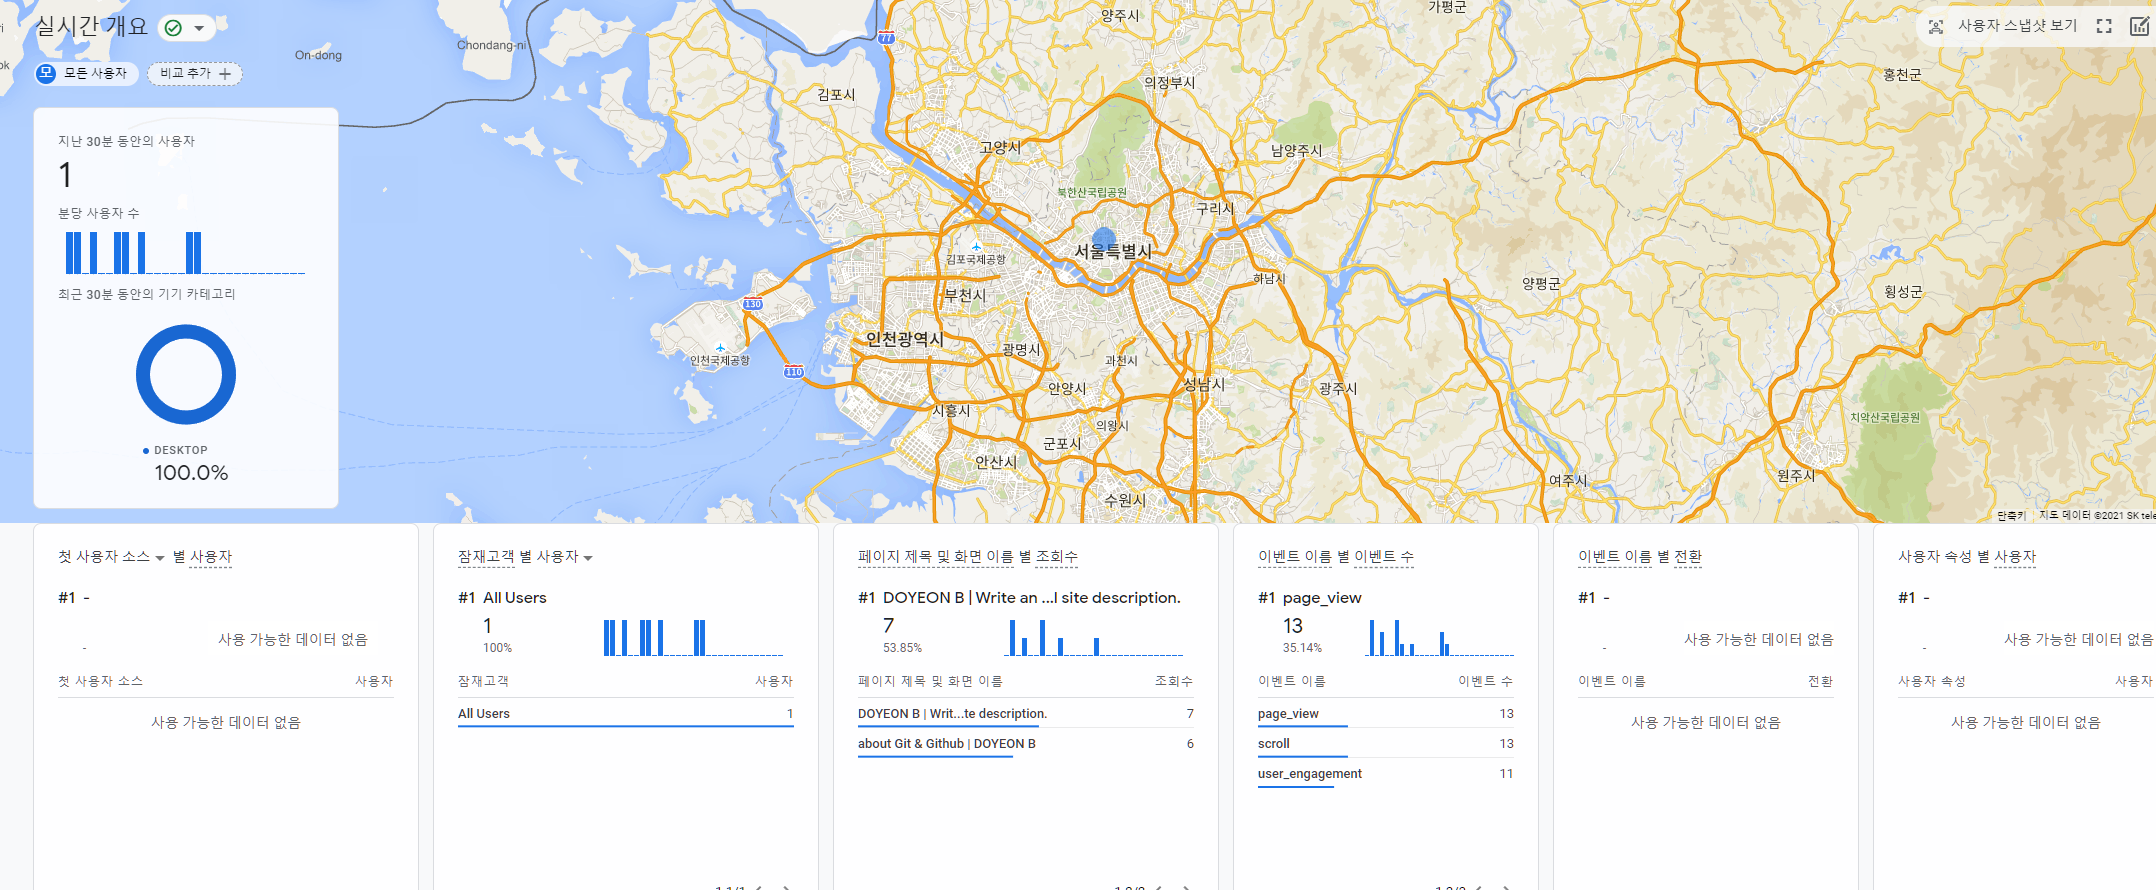 실시간 개요
사용자 스냅샷 보기
모 모든 사용자
비교 추가
지난 30분 동안의 사용자
1
분당 사용자 수
최근 30분 동안의 기기 카테고리
DESKTOP
100.0%
On-dong
Chondang-ni
77
양주시
가평군
홍천군
의정부시
김포시
고양시
남양주시
북한산국립공원
구리시
서울특별시
김포국제공항
하남시
양평군
횡성군
부천시
130
인천광역시
광명시
과천시
인천국제공항
110
안양시
성남시
광주시
시흥시
의왕시
치악산국립공원
군포시
안산시
여주시
원주시
수원시
단축키
지도 데이터 ©2021 SK tele
첫 사용자 소스 별 사용자
#1 -
-
사용 가능한 데이터 없음
첫 사용자 소스 사용자
사용 가능한 데이터 없음
잠재고객 별 사용자
#1 All Users
1
100%
잠재고객 사용자
All Users 1
페이지 제목 및 화면 이름 별 조회수
#1 DOYEON B | Write an ...l site description.
7
53.85%
페이지 제목 및 화면 이름 조회수
DOYEON B | Writ...te description. 7
about Git & Github | DOYEON B 6
이벤트 이름 별 이벤트 수
#1 page_view
13
35.14%
이벤트 이름 이벤트 수
page_view 13
scroll 13
user_engagement 11
이벤트 이름 별 전환
#1 -
-
사용 가능한 데이터 없음
이벤트 이름 전환
사용 가능한 데이터 없음
사용자 속성 별 사용자
#1 -
-
사용 가능한 데이터 없음
사용자 속성 사용자
사용 가능한 데이터 없음